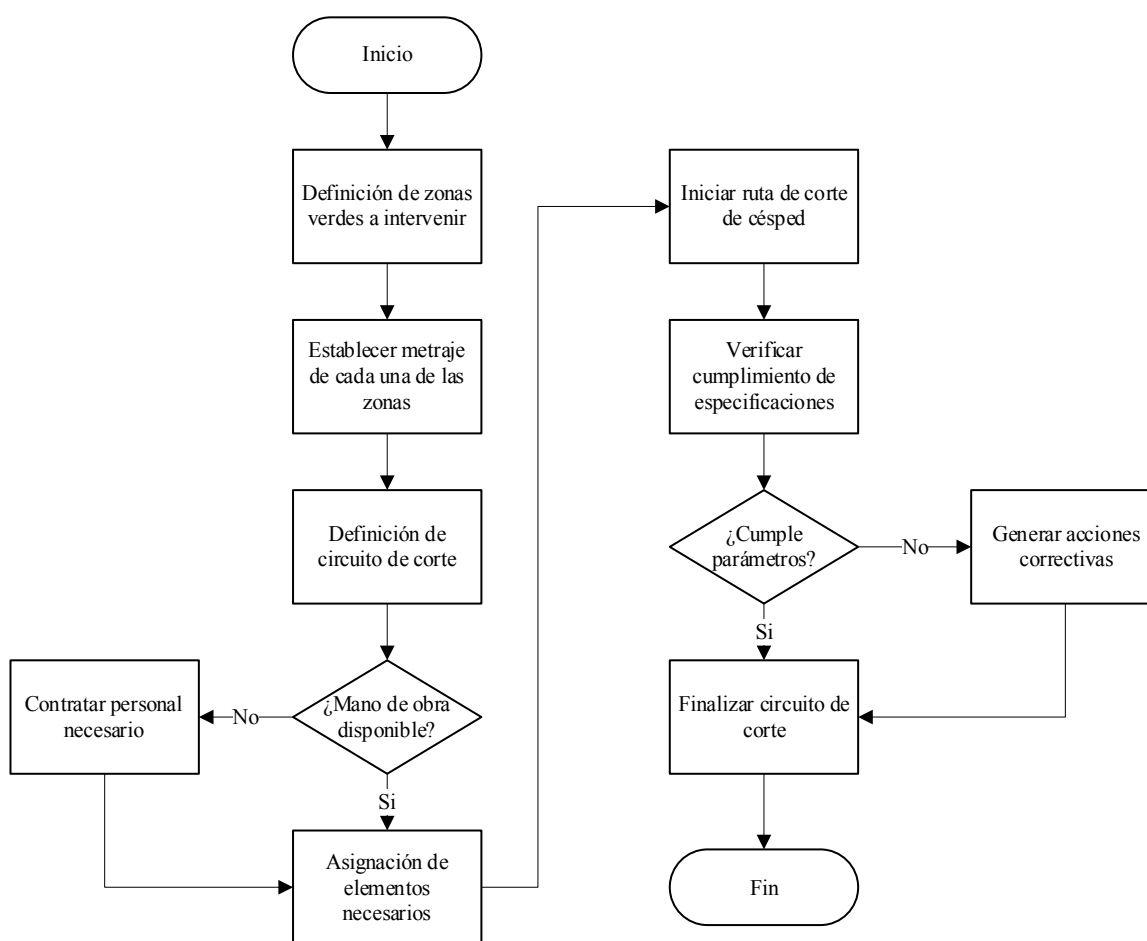 Inicio
Definición de zonas
verdes a intervenir
Establecer metraje
de cada una de las
zonas
Definición de
circuito de corte
¿Mano de obra
disponible?
No
Contratar personal
necesario
Si
Asignación de
elementos
necesarios
Iniciar ruta de corte
de césped
Verificar
cumplimiento de
especificaciones
¿Cumple
parámetros?
No
Generar acciones
correctivas
Si
Finalizar circuito de
corte
Fin